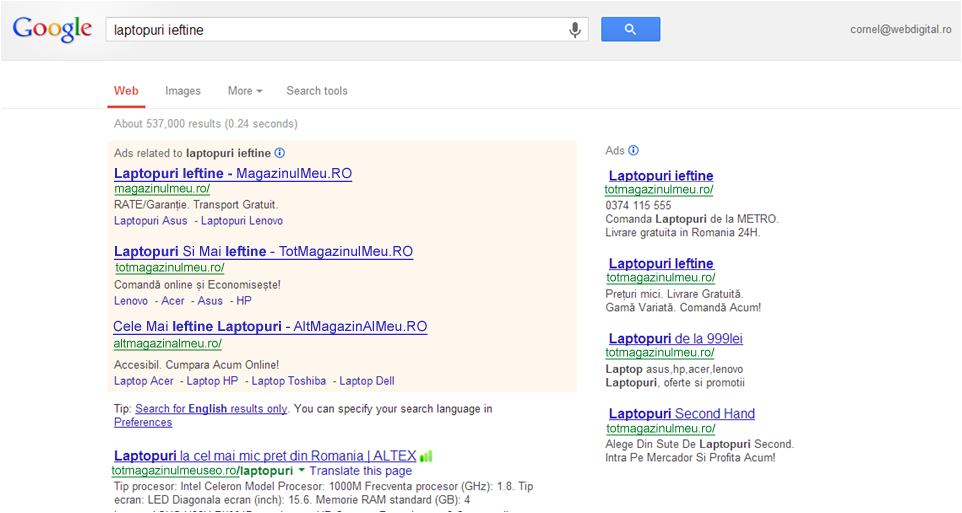 Google
laptopuri ieftine
cornel@webdigital.ro
Web Images More Search tools
About 537,000 results (0.24 seconds)
Ads related to laptopuri ieftine
Laptopuri Ieftine - MagazinulMeu.RO
magazinulmeu.ro/
RATE/Garanție. Transport Gratuit.
Laptopuri Asus - Laptopuri Lenovo
Laptopuri Si Mai Ieftine - TotMagazinulMeu.RO
totmagazinulmeu.ro/
Comandă online și Economisește!
Lenovo - Acer - Asus - HP
Cele Mai Ieftine Laptopuri - AltMagazinAlMeu.RO
altmagazinalmeu.ro/
Accesibil. Cumpara Acum Online!
Laptop Acer - Laptop HP - Laptop Toshiba - Laptop Dell
Tip: Search for English results only. You can specify your search language in
Preferences
Laptopuri la cel mai mic pret din Romania | ALTEX
totmagazinulmeuseo.ro/laptopuri Translate this page
Tip procesor: Intel Celeron Model Procesor: 1000M Frecventa procesor (GHz): 1.8. Tip
ecran: LED Diagonala ecran (inch): 15.6. Memorie RAM standard (GB): 4
Ads
Laptopuri ieftine
totmagazinulmeu.ro/
0374 115 555
Comanda Laptopuri de la METRO.
Livrare gratuita in Romania 24H.
Laptopuri Ieftine
totmagazinulmeu.ro/
Prețuri mici. Livrare Gratuită.
Gamă Variată. Comandă Acum!
Laptopuri de la 999lei
totmagazinulmeu.ro/
Laptop asus,hp,acer,lenovo
Laptopuri, oferte si promotii
Laptopuri Second Hand
totmagazinulmeu.ro/
Alege Din Sute De Laptopuri Second.
Intra Pe Mercador Si Profita Acum!